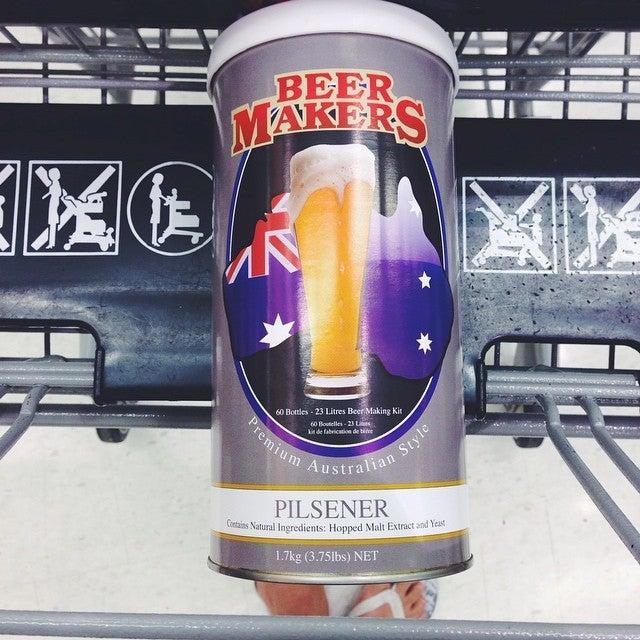 BEER
MAKERS
60 Bottles - 23 Litres Beer Making Kit
60 Bouteilles - 23 Litres
kit de fabrication de bière
Premium Australian Style
PILSENER
Contains Natural Ingredients: Hopped Malt Extract and Yeast
1.7kg (3.75lbs) NET